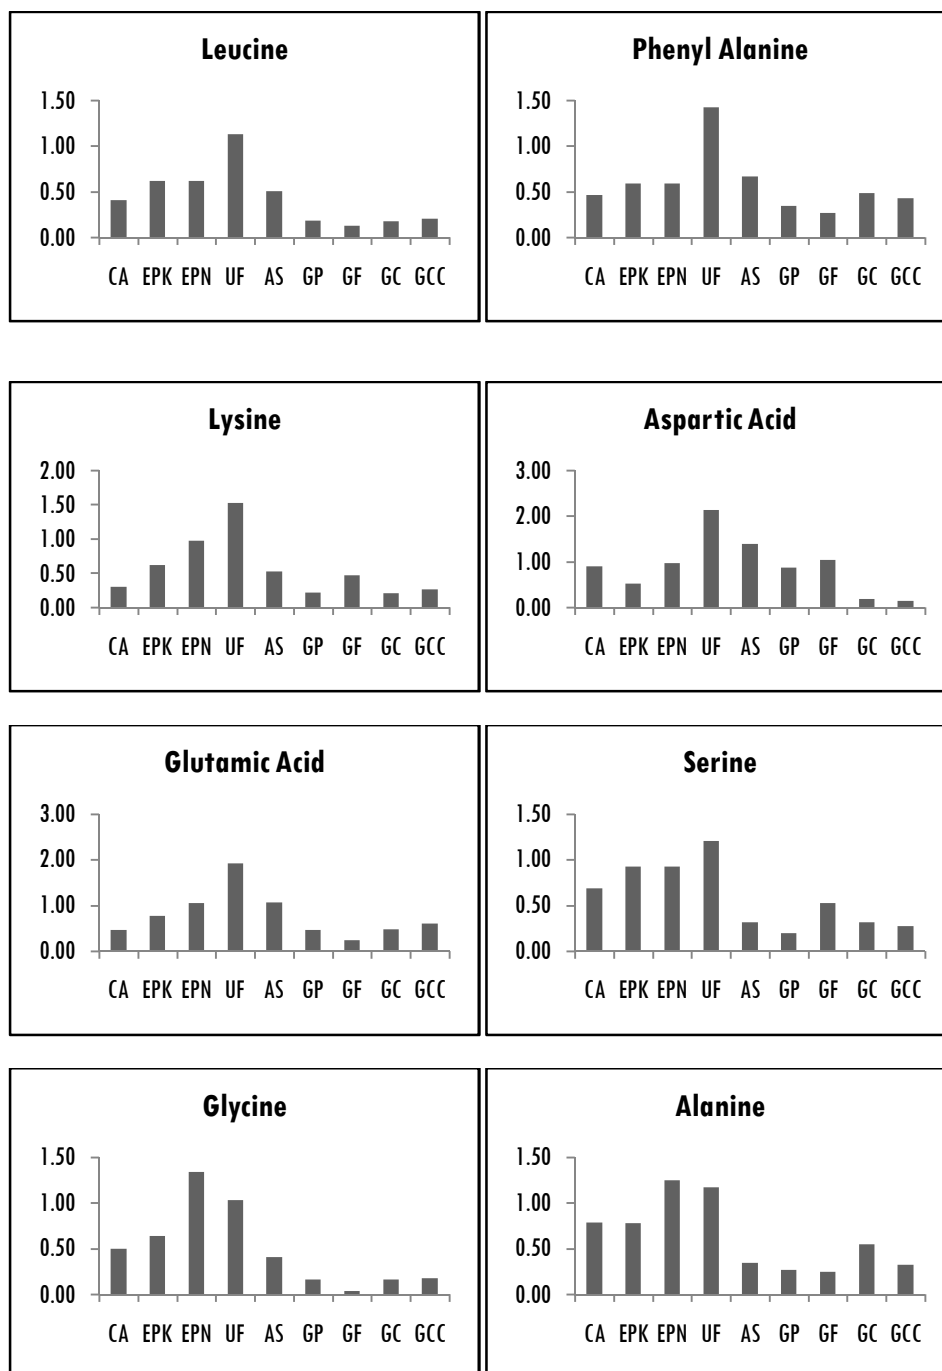 Leucine
1.50
1.00
0.50
0.00
CA EPK EPN UF AS GP GF GC GCC
Phenyl Alanine
1.50
1.00
0.50
0.00
CA EPK EPN UF AS GP GF GC GCC
Lysine
2.00
1.50
1.00
0.50
0.00
CA EPK EPN UF AS GP GF GC GCC
Aspartic Acid
3.00
2.00
1.00
0.00
CA EPK EPN UF AS GP GF GC GCC
Glutamic Acid
3.00
2.00
1.00
0.00
CA EPK EPN UF AS GP GF GC GCC
Serine
1.50
1.00
0.50
0.00
CA EPK EPN UF AS GP GF GC GCC
Glycine
1.50
1.00
0.50
0.00
CA EPK EPN UF AS GP GF GC GCC
Alanine
1.50
1.00
0.50
0.00
CA EPK EPN UF AS GP GF GC GCC